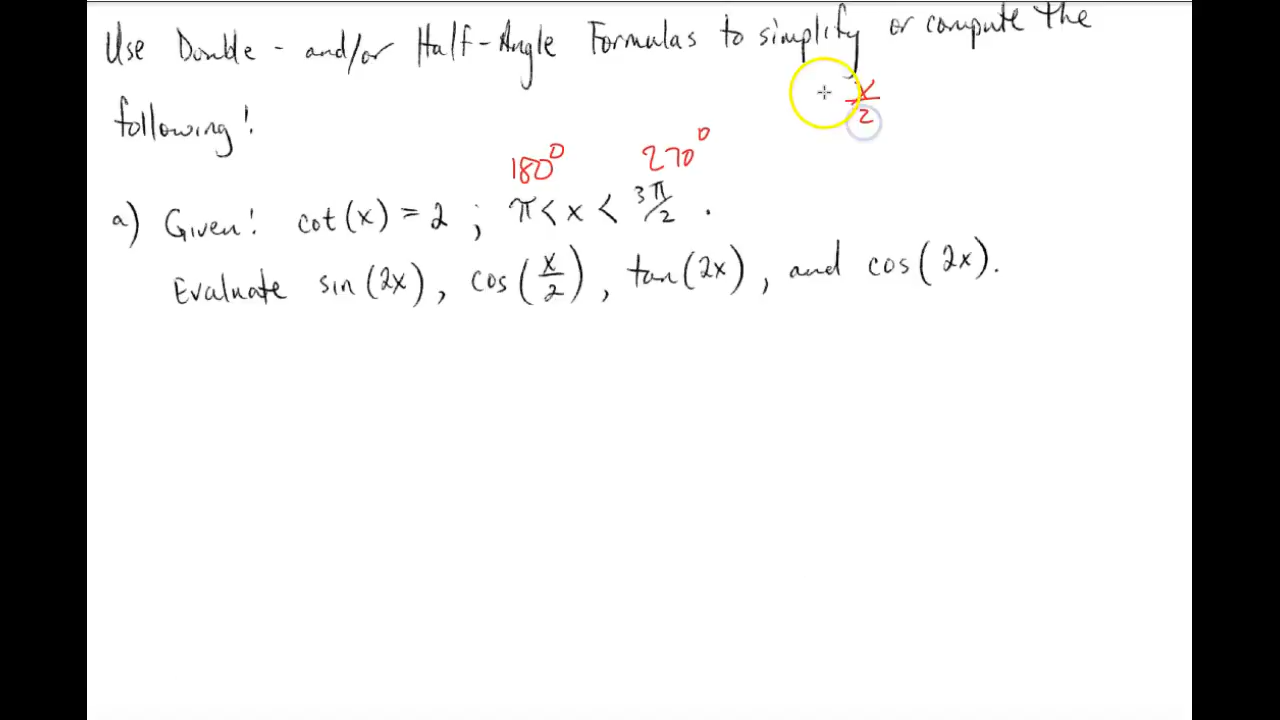 Use Double - and/or Half-Angle Formulas to simplify or compute the
x/2
following!
180° 270°
a) Given! cot(x) = 2 ; π < x < 3π/2 .
Evaluate sin(2x), cos(x/2), tan(2x), and cos(2x).